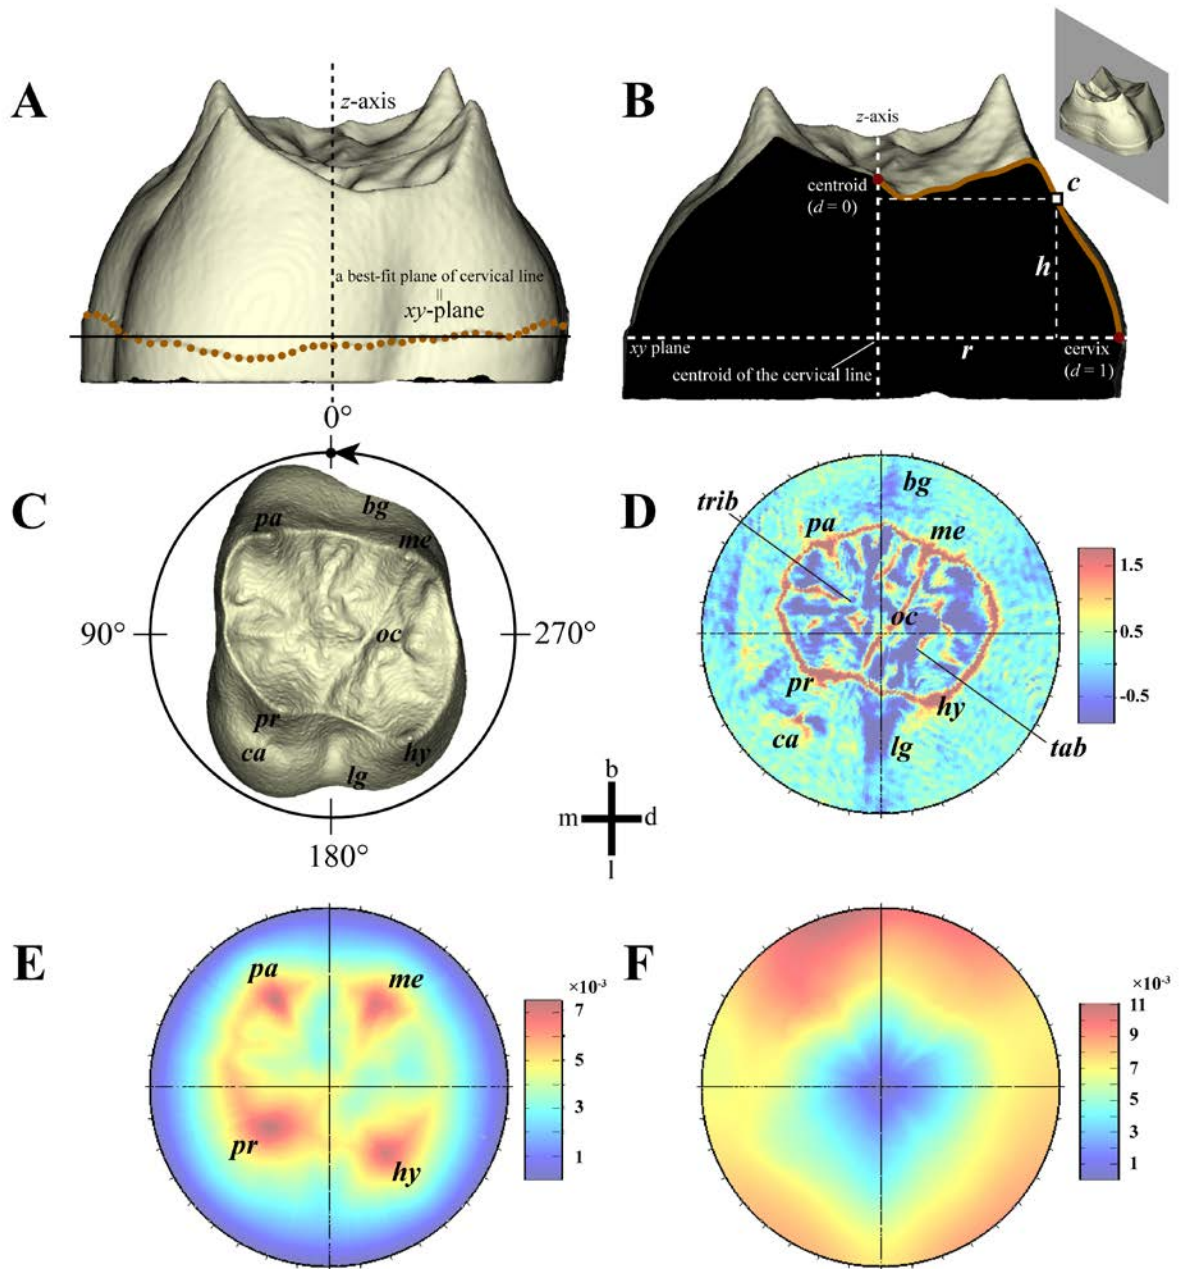 A
z-axis
a best-fit plane of cervical line
=
xy-plane
B
z-axis
centroid
(d = 0)
c
h
xy plane
r
cervix
(d = 1)
centroid of the cervical line
C
0°
90°
270°
180°
bg
pa
me
oc
pr
ca
hy
lg
b
m
d
l
D
trib
bg
pa
me
oc
pr
hy
ca
lg
tab
1.5
0.5
-0.5
E
pa
me
pr
hy
×10-3
7
5
3
1
F
×10-3
11
9
7
5
3
1